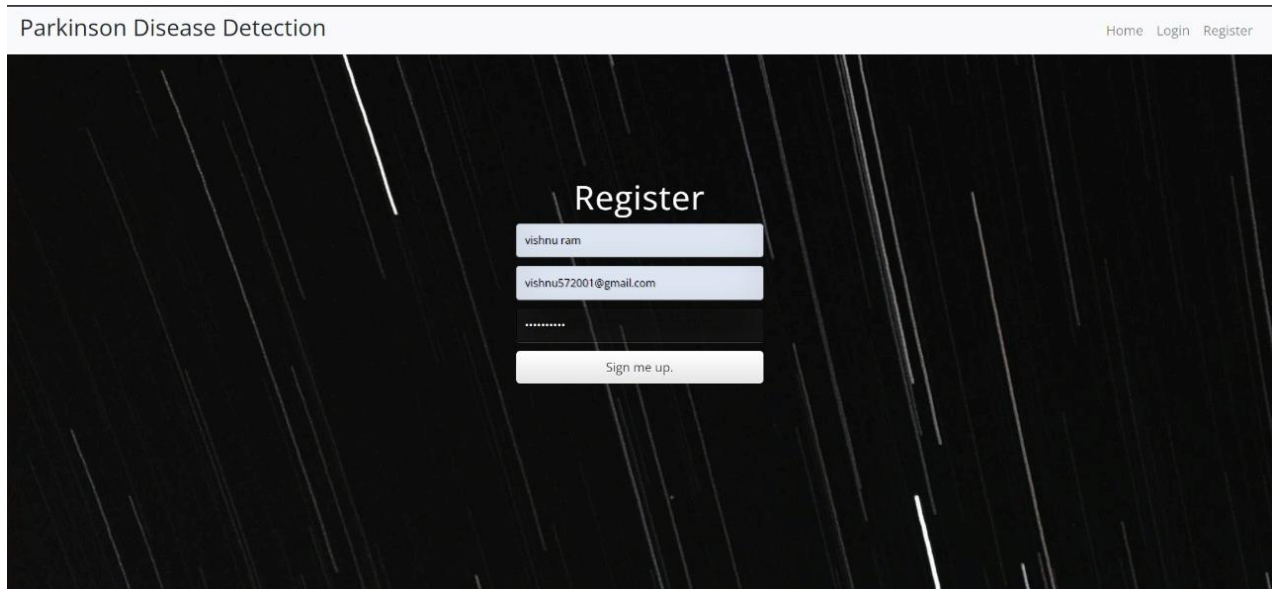 Parkinson Disease Detection
Home Login Register
Register
vishnu ram
vishnu572001@gmail.com
••••••••••
Sign me up.